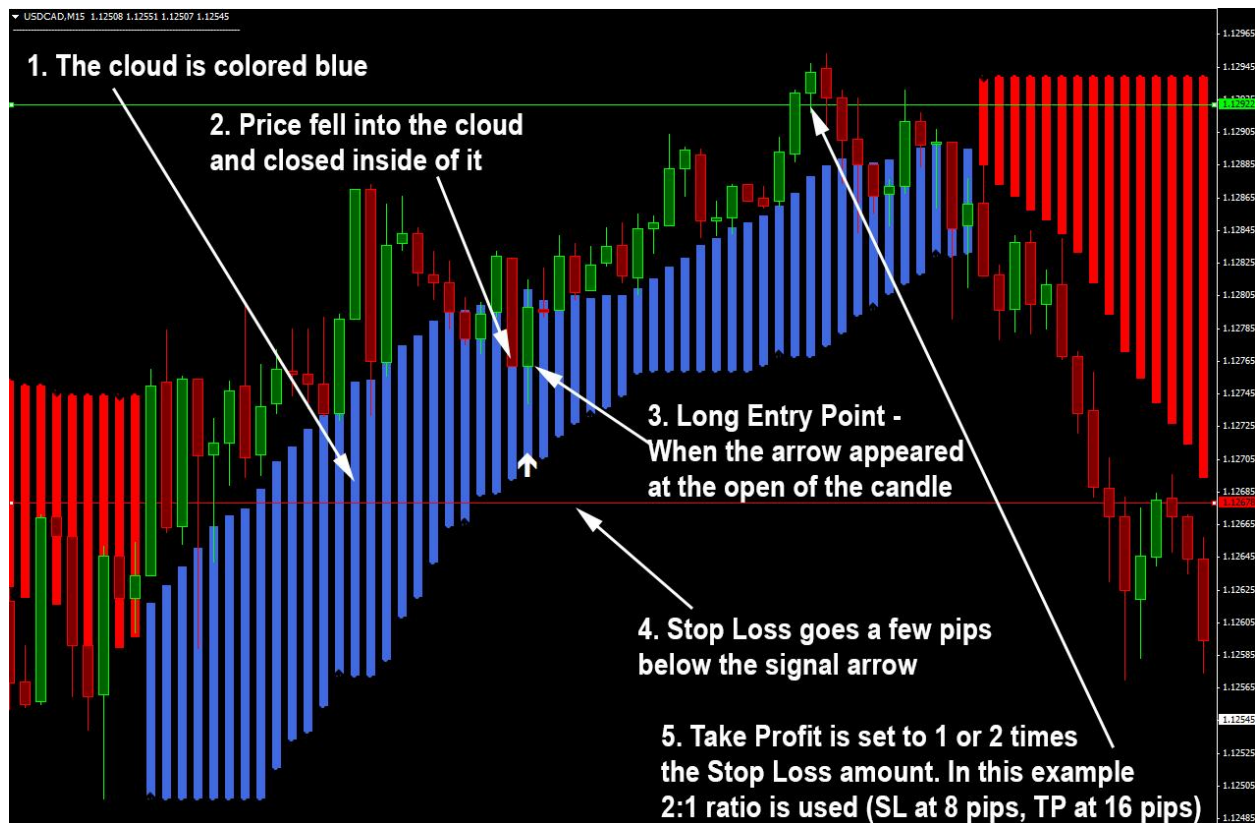 USDCAD,M15 1.12508 1.12551 1.12507 1.12545
1. The cloud is colored blue
2. Price fell into the cloud
and closed inside of it
3. Long Entry Point -
When the arrow appeared
at the open of the candle
4. Stop Loss goes a few pips
below the signal arrow
5. Take Profit is set to 1 or 2 times
the Stop Loss amount. In this example
2:1 ratio is used (SL at 8 pips, TP at 16 pips)
1.12965
1.12945
1.12922
1.12905
1.12885
1.12865
1.12845
1.12825
1.12805
1.12785
1.12765
1.12745
1.12725
1.12705
1.12685
1.12678
1.12665
1.12645
1.12625
1.12605
1.12585
1.12565
1.12545
1.12525
1.12505
1.12485